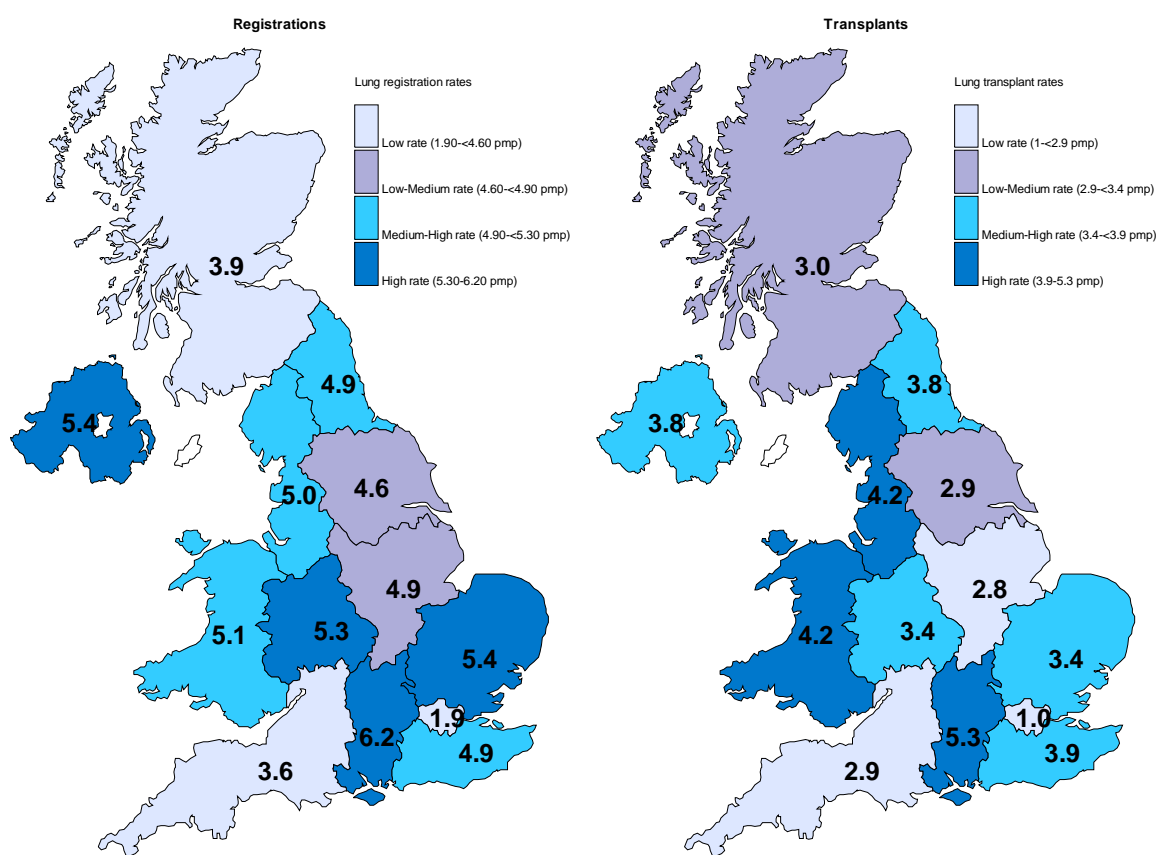 Registrations
Lung registration rates
Low rate (1.90-<4.60 pmp)
Low-Medium rate (4.60-<4.90 pmp)
Medium-High rate (4.90-<5.30 pmp)
High rate (5.30-6.20 pmp)
3.9
4.9
5.4
5.0
4.6
4.9
5.1
5.3
5.4
1.9
6.2
4.9
3.6
Transplants
Lung transplant rates
Low rate (1-<2.9 pmp)
Low-Medium rate (2.9-<3.4 pmp)
Medium-High rate (3.4-<3.9 pmp)
High rate (3.9-5.3 pmp)
3.0
3.8
3.8
4.2
2.9
2.8
4.2
3.4
3.4
1.0
5.3
3.9
2.9